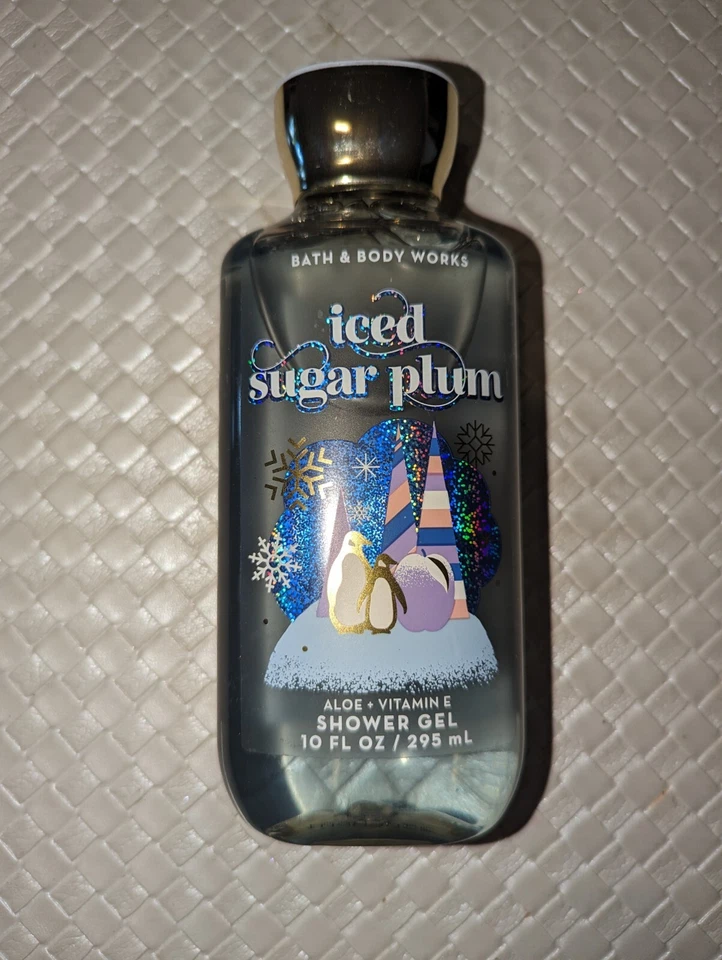 BATH & BODY WORKS
iced
sugar plum
ALOE + VITAMIN E
SHOWER GEL
10 FL OZ / 295 mL